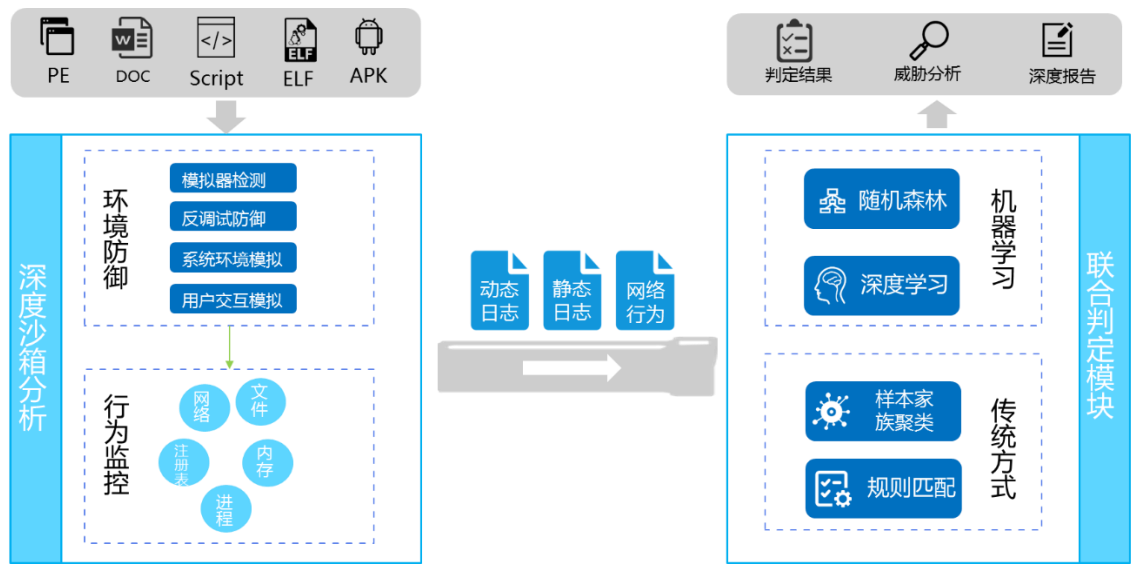 PE
DOC
Script
ELF
APK
W
</>
ELF
深度沙箱分析
环境防御
模拟器检测
反调试防御
系统环境模拟
用户交互模拟
行为监控
网络
文件
注册表
内存
进程
动态
日志
静态
日志
网络
行为
判定结果
威胁分析
深度报告
随机森林
深度学习
机器学习
样本家
族聚类
规则匹配
传统方式
联合判定模块